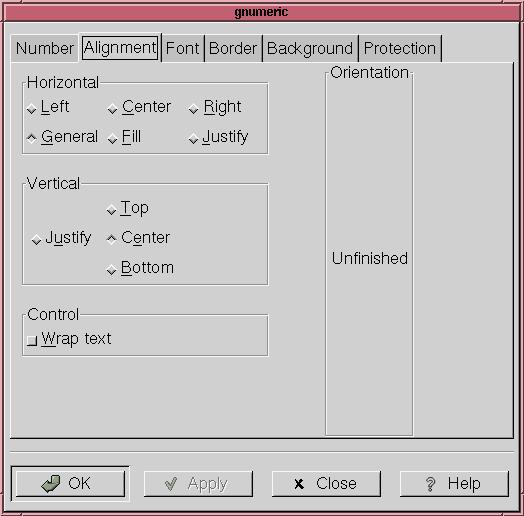 gnumeric
Number Alignment Font Border Background Protection
Horizontal
Left Center Right
General Fill Justify
Vertical
Top
Justify Center
Bottom
Control
Wrap text
Orientation
Unfinished
OK Apply Close Help